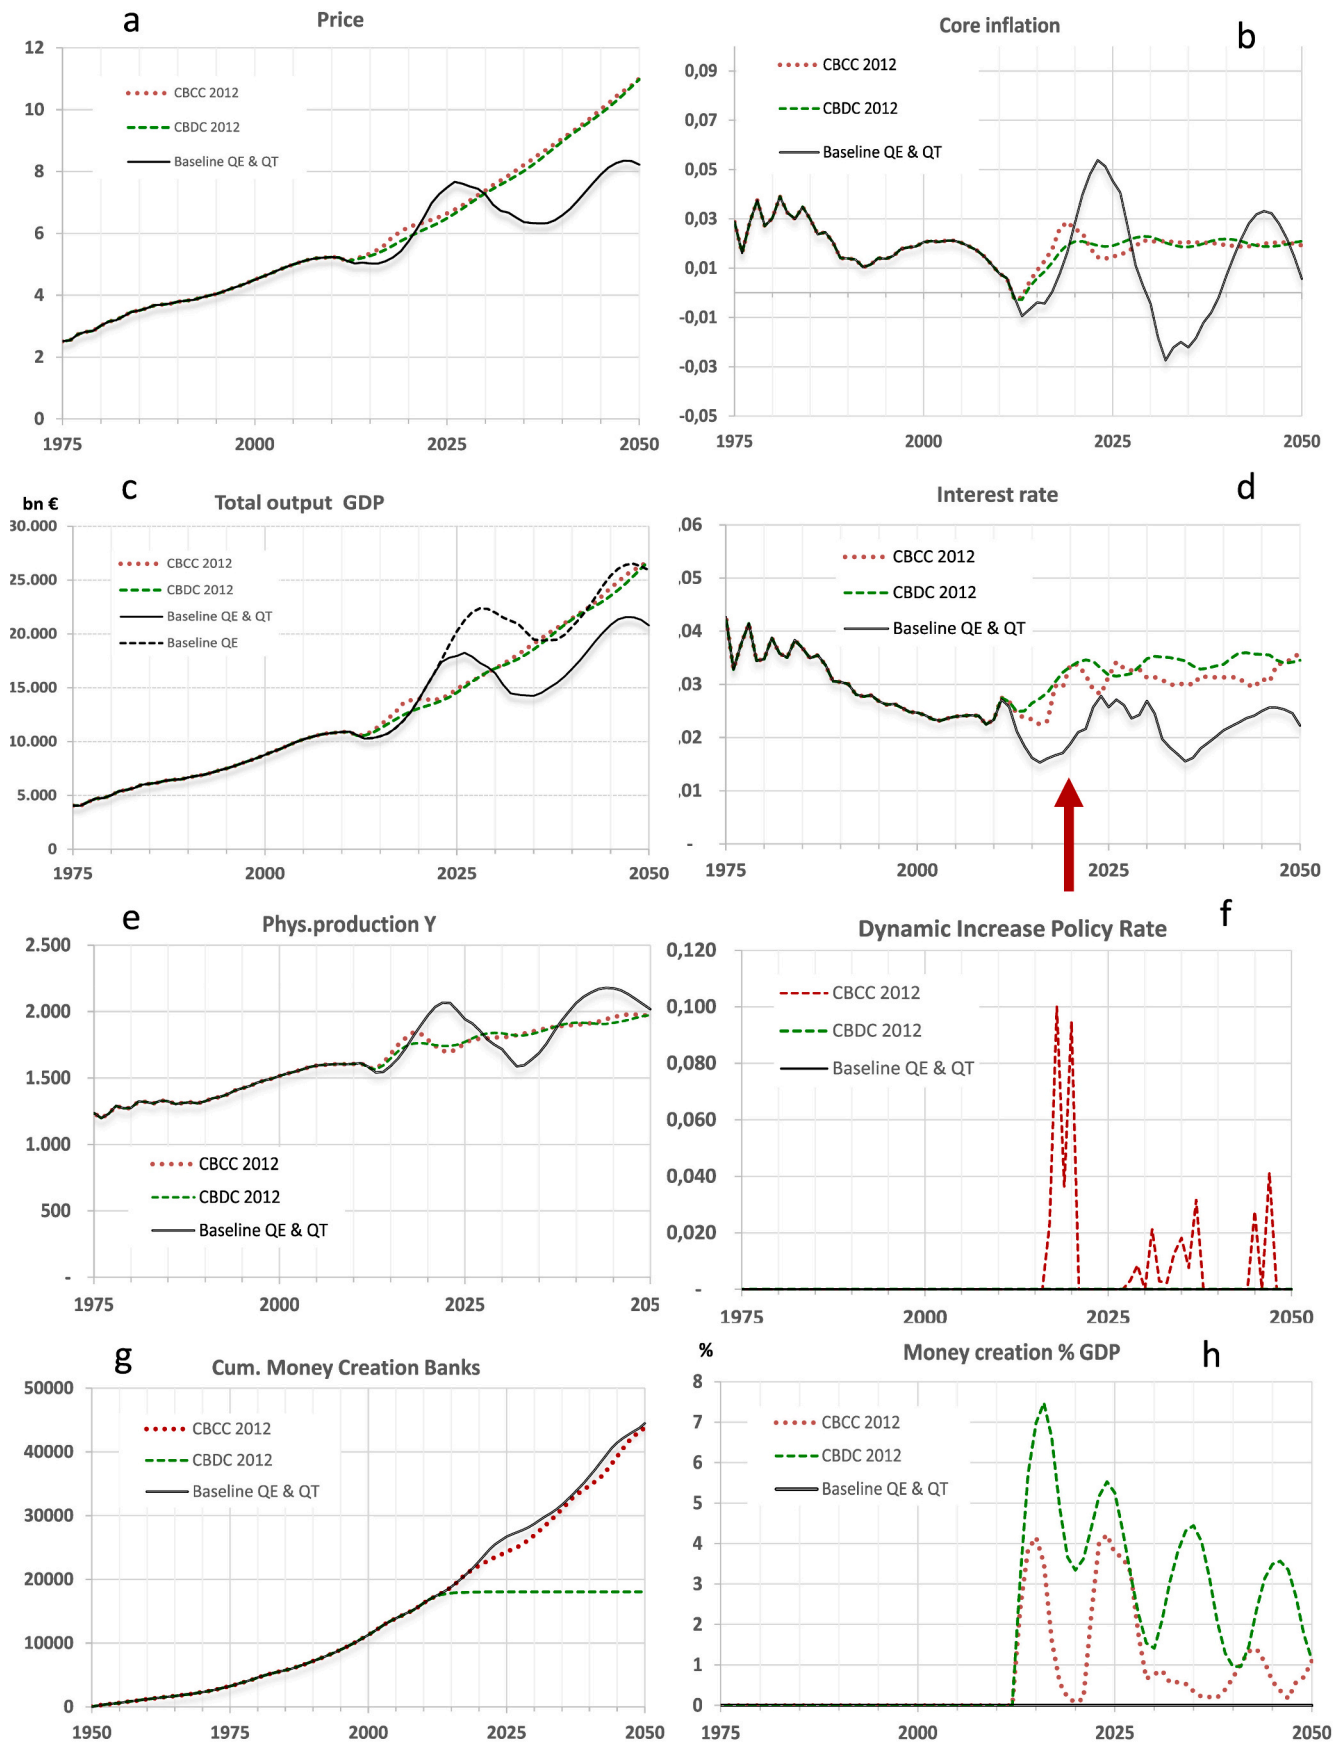 a
Price
12
10
8
6
4
2
0
CBCC 2012
CBDC 2012
Baseline QE & QT
1975
2000
2025
2050
b
Core inflation
0,09
0,07
0,05
0,03
0,01
-0,01
-0,03
-0,05
CBCC 2012
CBDC 2012
Baseline QE & QT
1975
2000
2025
2050
c
bn €
Total output GDP
30.000
25.000
20.000
15.000
10.000
5.000
0
CBCC 2012
CBDC 2012
Baseline QE & QT
Baseline QE
1975
2000
2025
2050
d
Interest rate
,06
,05
,04
,03
,02
,01
-
CBCC 2012
CBDC 2012
Baseline QE & QT
1975
2000
2025
2050
e
Phys.production Y
2.500
2.000
1.500
1.000
500
-
CBCC 2012
CBDC 2012
Baseline QE & QT
1975
2000
2025
205
f
Dynamic Increase Policy Rate
0,120
0,100
0,080
0,060
0,040
0,020
-
CBCC 2012
CBDC 2012
Baseline QE & QT
1975
2000
2025
2050
g
Cum. Money Creation Banks
50000
40000
30000
20000
10000
0
CBCC 2012
CBDC 2012
Baseline QE & QT
1950
1975
2000
2025
2050
%
Money creation % GDP
h
8
7
6
5
4
3
2
1
0
CBCC 2012
CBDC 2012
Baseline QE & QT
1975
2000
2025
2050